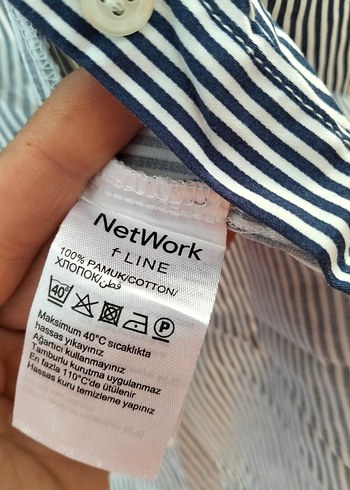 NetWork
f LINE
100% PAMUK/COTTON/
ХЛОПОК/قطن
40°
P
Maksimum 40°C sıcaklıkta
hassas yıkayınız
Ağartıcı kullanmayınız
Tamburlu kurutma uygulanmaz
En fazla 110°C'de ütülenir
Hassas kuru temizleme yapınız